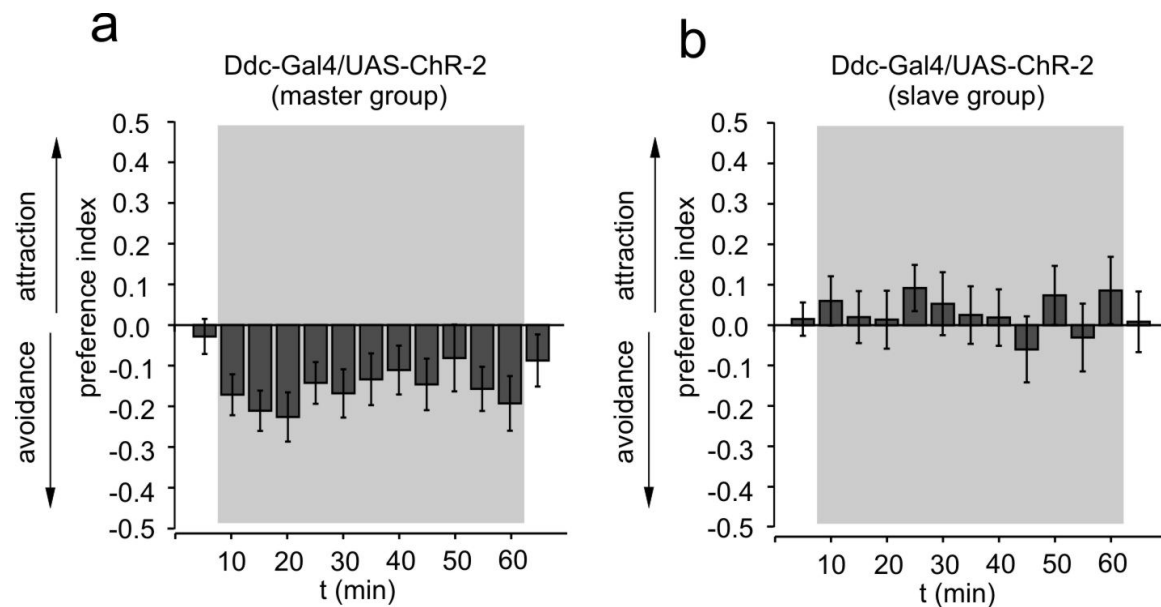 a
Ddc-Gal4/UAS-ChR-2
(master group)
attraction
avoidance
preference index
0.5
0.4
0.3
0.2
0.1
0.0
-0.1
-0.2
-0.3
-0.4
-0.5
10 20 30 40 50 60
t (min)
b
Ddc-Gal4/UAS-ChR-2
(slave group)
attraction
avoidance
preference index
0.5
0.4
0.3
0.2
0.1
0.0
-0.1
-0.2
-0.3
-0.4
-0.5
10 20 30 40 50 60
t (min)